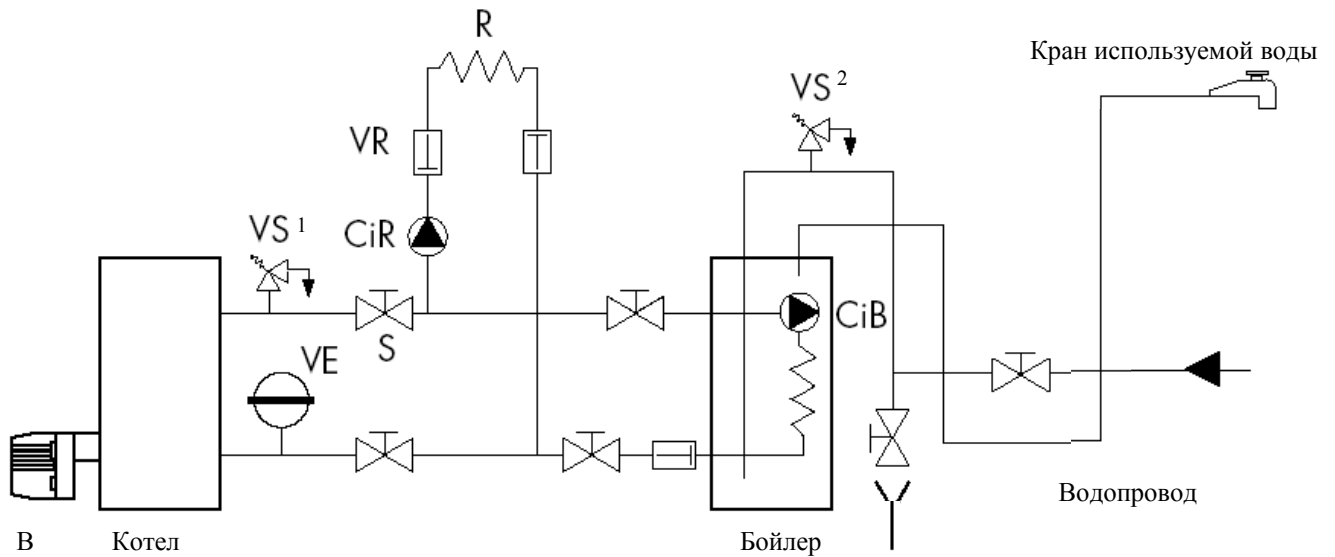 R
Кран используемой воды
VS 2
VR
VS 1
CiR
CiB
S
VE
Водопровод
В
Котел
Бойлер